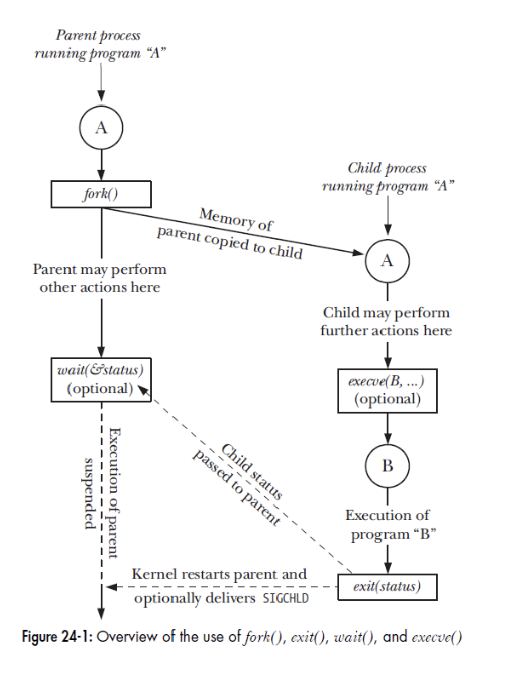 Parent process
running program “A”
A
fork()
Child process
running program “A”
Memory of
parent copied to child
A
Parent may perform
other actions here
Child may perform
further actions here
wait(&status)
(optional)
execve(B, ...)
(optional)
Child status
passed to parent
Execution of parent
suspended
B
Execution of
program “B”
Kernel restarts parent and
optionally delivers SIGCHLD
exit(status)
Figure 24-1: Overview of the use of fork(), exit(), wait(), and execve()